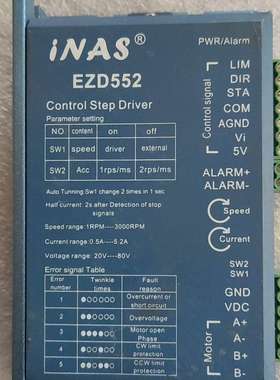 iNAS®
EZD552
Control Step Driver
Parameter setting
NO content on off
SW1 speed driver external
SW2 Acc 1rps/ms 2rps/ms
Auto Tunning Sw1 change 2 times in 1 sec
Half current: 2s after Detection of stop
signals
Speed range:1RPM----3000RPM
Current range:0.5A----5.2A
Voltage range: 20V----80V
Error signal Table
Error number Twinkle times Fault reason
1 ●○○○○○ Overcurrent or short circuit
2 ●●○○○○ Overvoltage
3 ●●●●○○ Motor open Phase
4 CW limit protection
5 CCW limit protection
PWR/Alarm
Control signal
LIM
DIR
STA
COM
AGND
Vi
5V
ALARM+
ALARM-
Speed
Current
SW2
SW1
GND
VDC
Motor
A+
A-
B+
B-